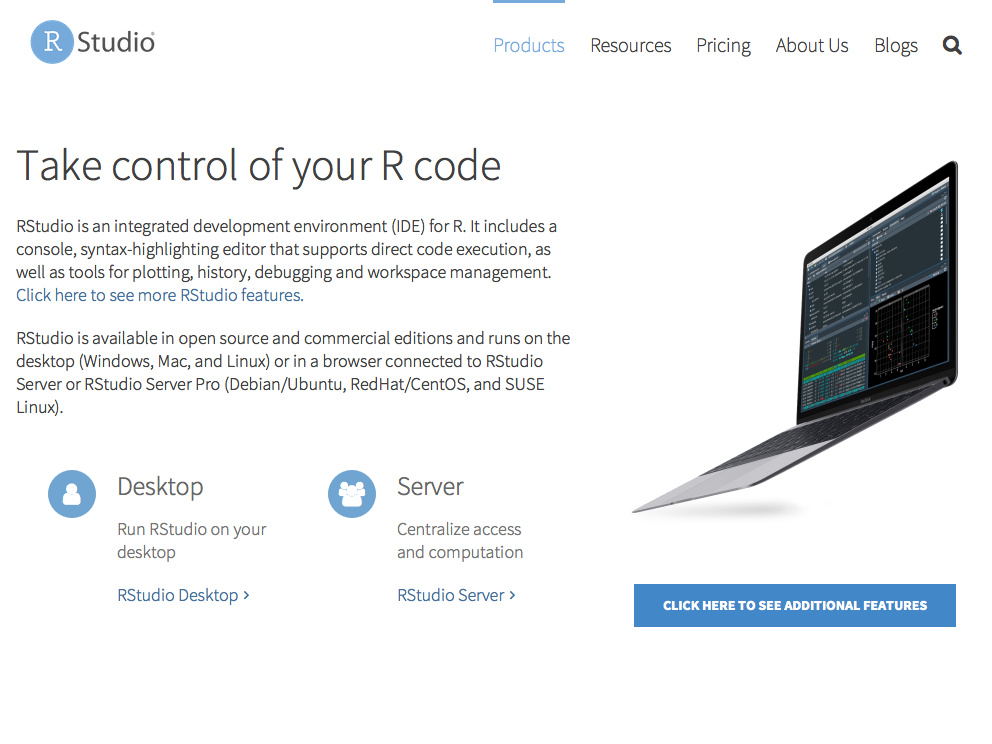 R Studio®
Products Resources Pricing About Us Blogs
Take control of your R code
RStudio is an integrated development environment (IDE) for R. It includes a
console, syntax-highlighting editor that supports direct code execution, as
well as tools for plotting, history, debugging and workspace management.
Click here to see more RStudio features.
RStudio is available in open source and commercial editions and runs on the
desktop (Windows, Mac, and Linux) or in a browser connected to RStudio
Server or RStudio Server Pro (Debian/Ubuntu, RedHat/CentOS, and SUSE
Linux).
Desktop
Run RStudio on your
desktop
RStudio Desktop >
Server
Centralize access
and computation
RStudio Server >
CLICK HERE TO SEE ADDITIONAL FEATURES